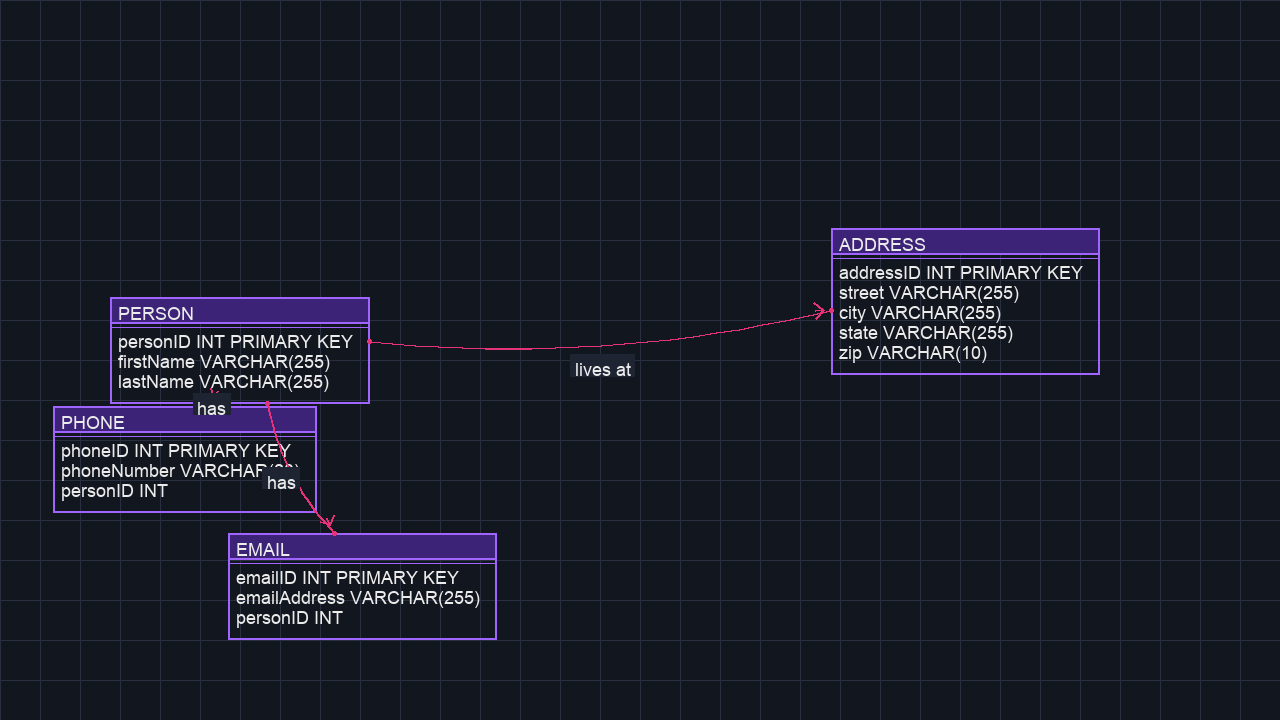 ADDRESS
addressID INT PRIMARY KEY
street VARCHAR(255)
city VARCHAR(255)
state VARCHAR(255)
zip VARCHAR(10)
PERSON
personID INT PRIMARY KEY
firstName VARCHAR(255)
lastName VARCHAR(255)
lives at
has
PHONE
phoneID INT PRIMARY KEY
phoneNumber
personID INT
has
EMAIL
emailID INT PRIMARY KEY
emailAddress VARCHAR(255)
personID INT